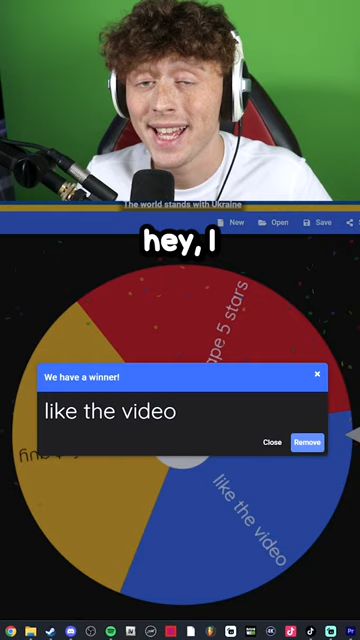 The world stands with Ukraine
New Open Save
hey, I
ape 5 stars
We have a winner!
×
like the video
Close Remove
like the video